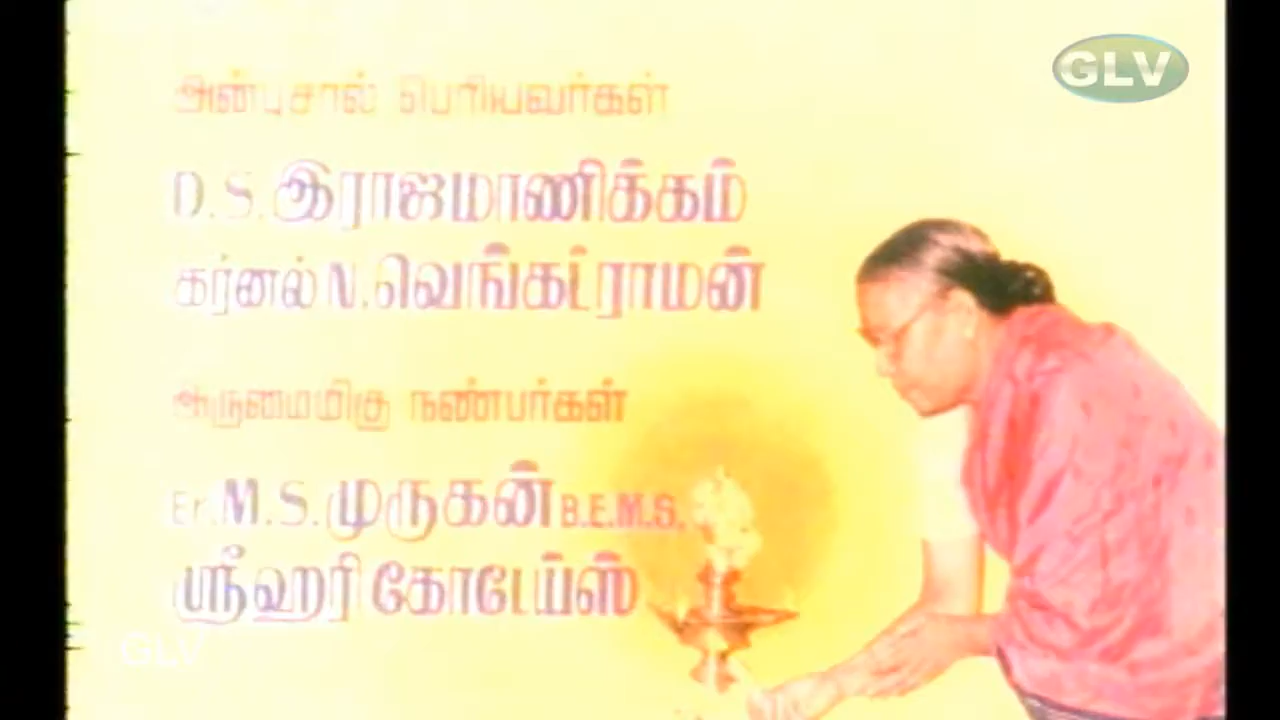 GLV
அன்புசால் பெரியவர்கள்
D.S.இராஜமாணிக்கம்
கர்னல் N.வெங்கட்ராமன்
அருமைமிகு நண்பர்கள்
Er.M.S.முருகன் B.E.M.S.
ஸ்ரீஹரி கோடேய்ஸ்
GLV